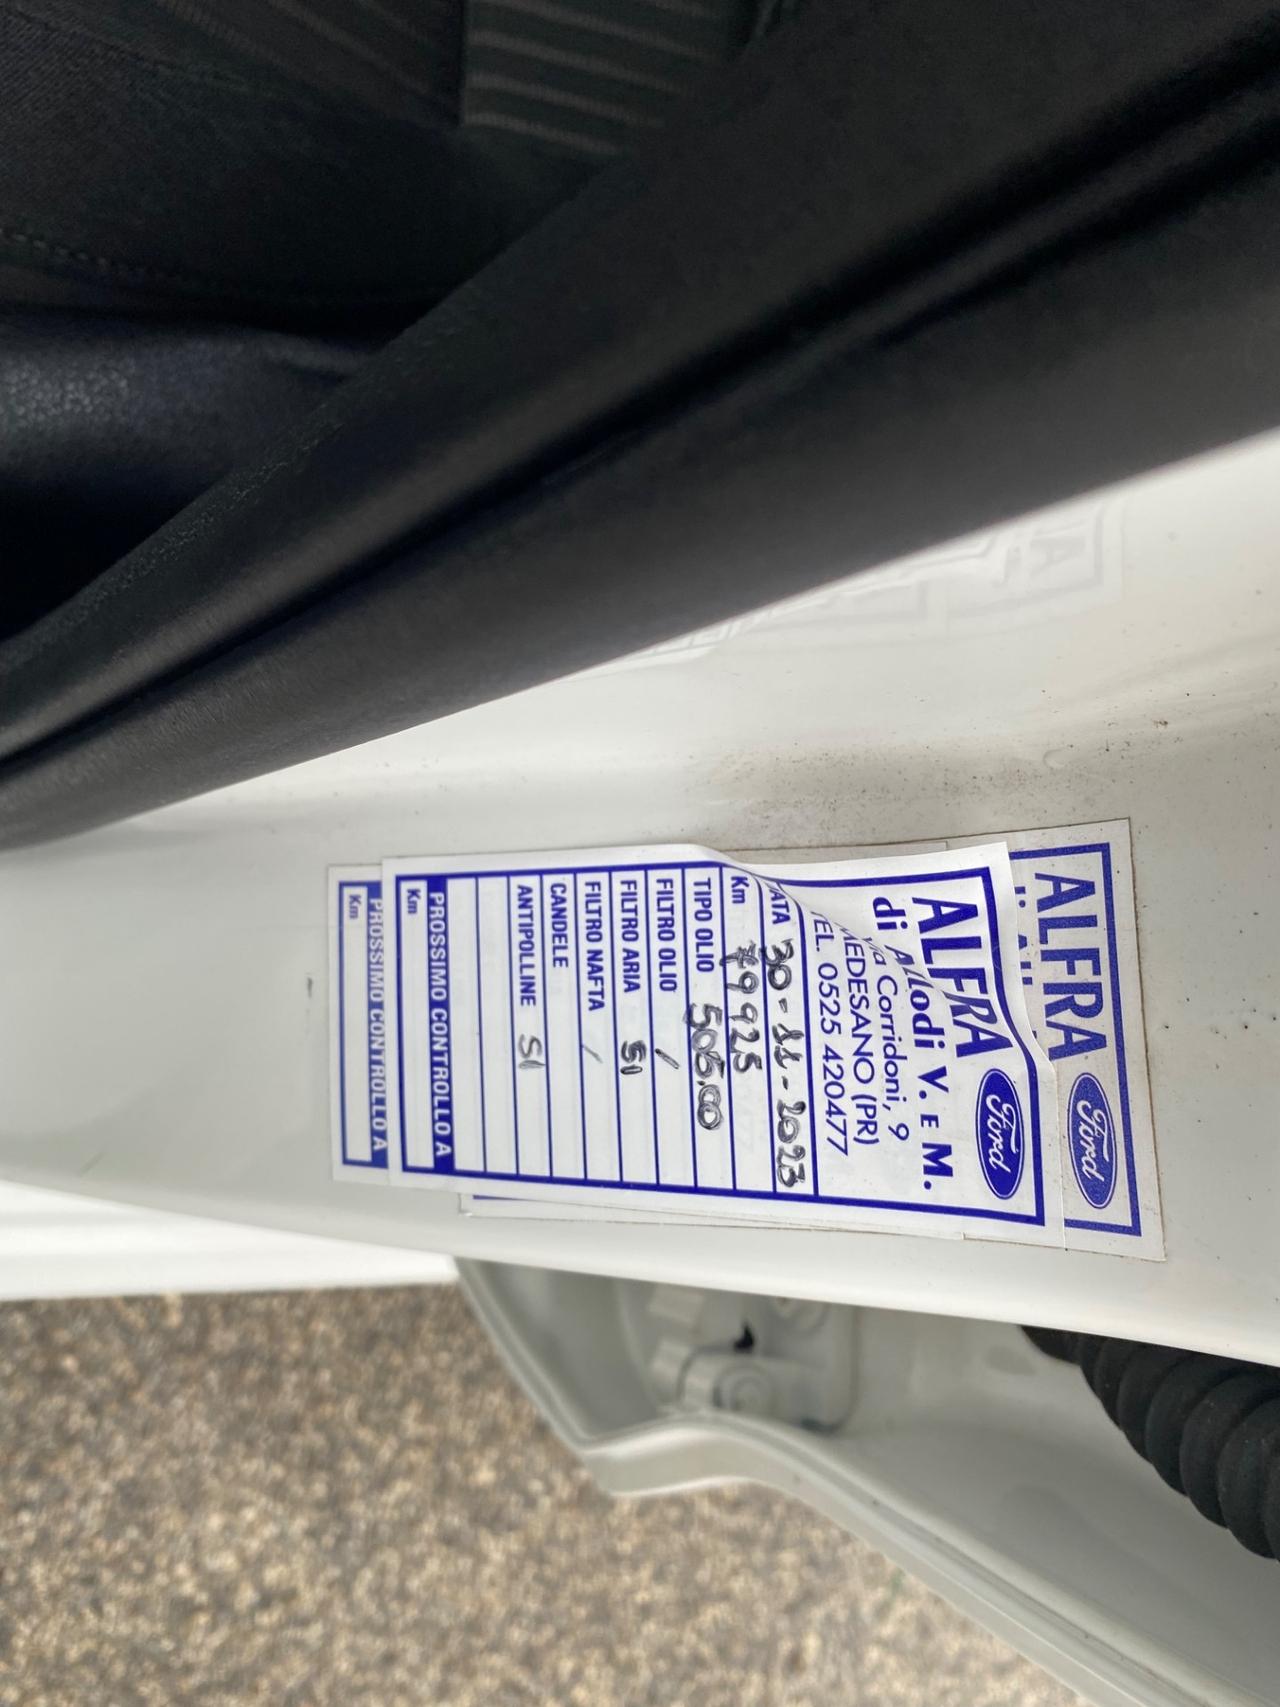 ALFRA
Ford
ALFRA
Ford
di Allodi V. E M.
Via Corridoni, 9
MEDESANO (PR)
TEL. 0525 420477
DATA 30-11-2023
Km 79925
TIPO OLIO 505.00
FILTRO OLIO /
FILTRO ARIA SI
FILTRO NAFTA /
CANDELE
ANTIPOLLINE SI
PROSSIMO CONTROLLO A
Km
PROSSIMO CONTROLLO A
Km